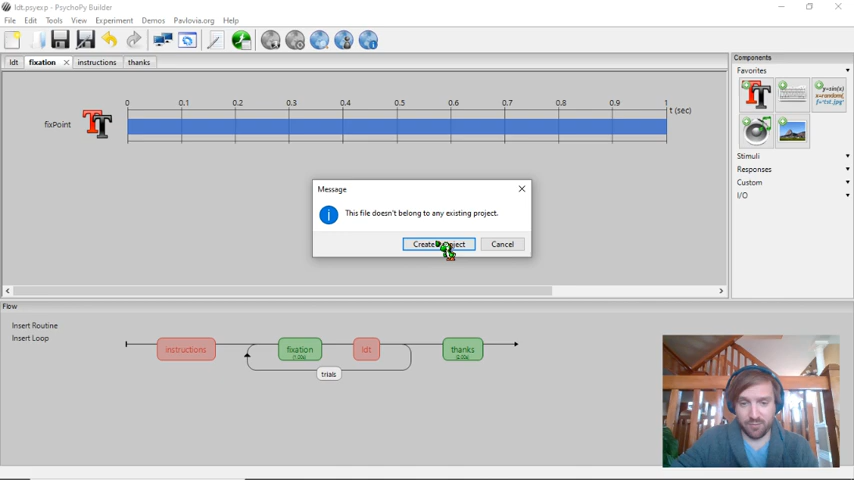 ldt.psyexp - PsychoPy Builder
File Edit Tools View Experiment Demos Pavlovia.org Help
ldt fixation instructions thanks
Components
Favorites
0 0.1 0.2 0.3 0.4 0.5 0.6 0.7 0.8 0.9 1
t (sec)
fixPoint
Stimuli
Responses
Custom
I/O
Message
This file doesn't belong to any existing project.
Cancel
Flow
Insert Routine
Insert Loop
instructions fixation ldt thanks
trials